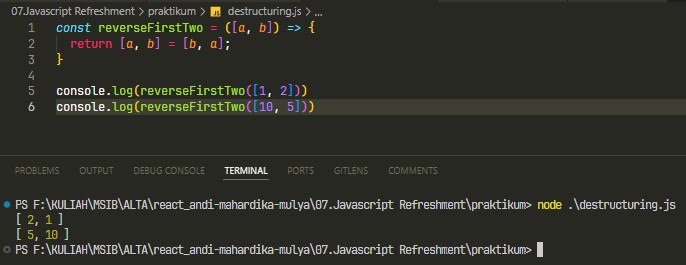 07.Javascript Refreshment > praktikum > JS destructuring.js > ...
1 const reverseFirstTwo = ([a, b]) => {
2 return [a, b] = [b, a];
3 }
4
5 console.log(reverseFirstTwo([1, 2]))
6 console.log(reverseFirstTwo([10, 5]))
PROBLEMS OUTPUT DEBUG CONSOLE TERMINAL PORTS GITLENS COMMENTS
PS F:\KULIAH\MSIB\ALTA\react_andi-mahardika-mulya\07.Javascript Refreshment\praktikum> node .\destructuring.js
[ 2, 1 ]
[ 5, 10 ]
PS F:\KULIAH\MSIB\ALTA\react_andi-mahardika-mulya\07.Javascript Refreshment\praktikum>